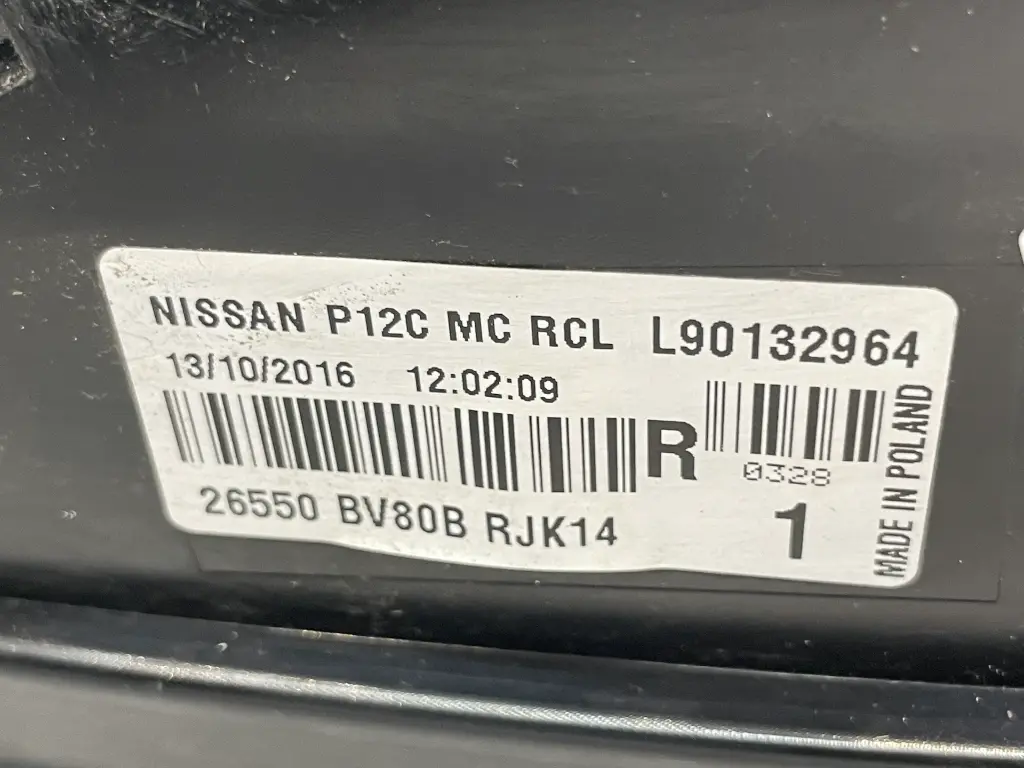 NISSAN P12C MC RCL L90132964
13/10/2016 12:02:09
R
0328
26550 BV80B RJK14
1
MADE IN POLAND